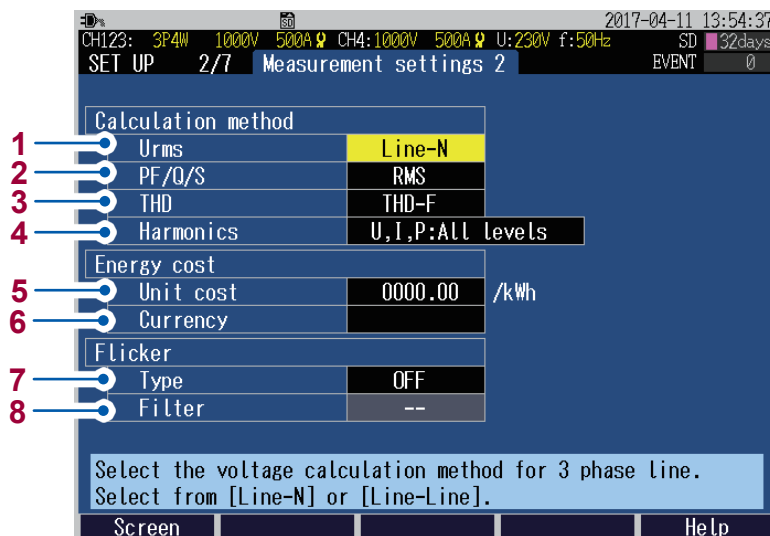 2017-04-11 13:54:37
CH123: 3P4W 1000V 500A CH4:1000V 500A U:230V f:50Hz SD 32days
SET UP 2/7 Measurement settings 2 EVENT 0
Calculation method
1 Urms Line-N
2 PF/Q/S RMS
3 THD THD-F
4 Harmonics U,I,P:All levels
Energy cost
5 Unit cost 0000.00 /kWh
6 Currency
Flicker
7 Type OFF
8 Filter --
Select the voltage calculation method for 3 phase line.
Select from [Line-N] or [Line-Line].
Screen Help